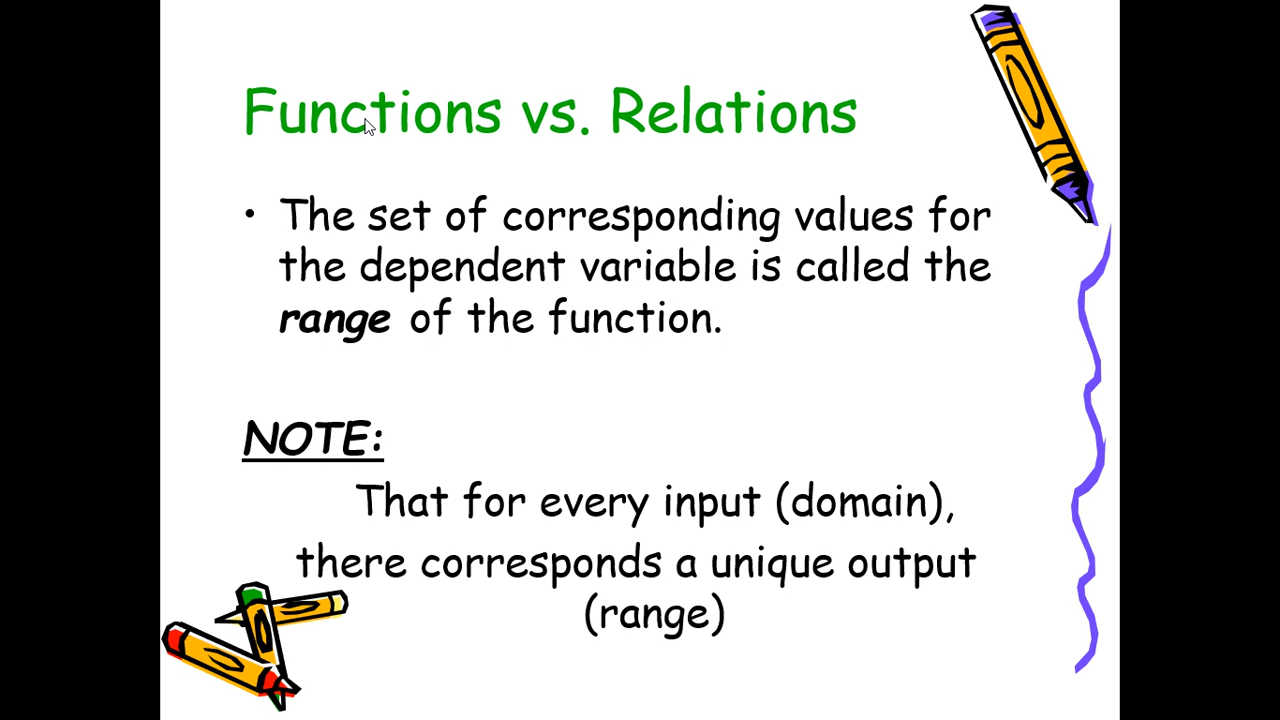 Functions vs. Relations
• The set of corresponding values for
the dependent variable is called the
range of the function.
NOTE:
That for every input (domain),
there corresponds a unique output
(range)